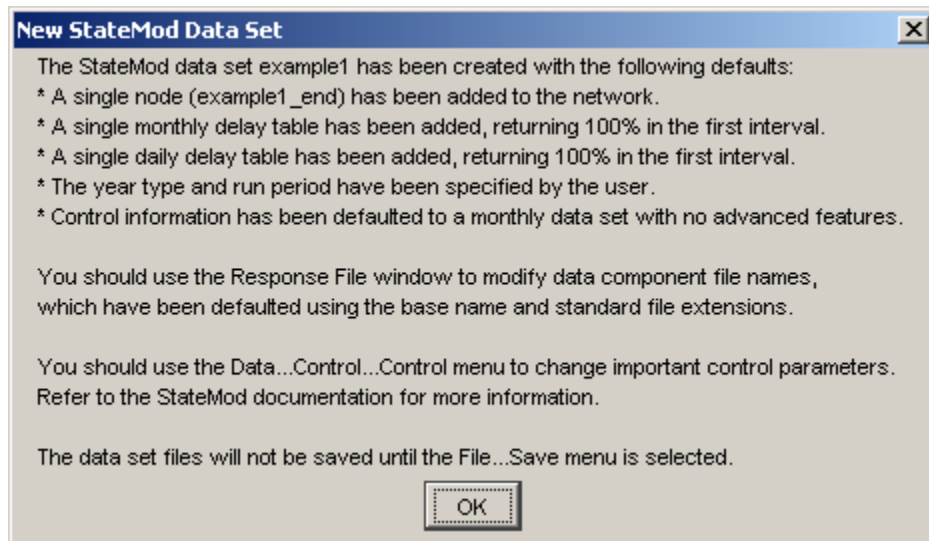 New StateMod Data Set
The StateMod data set example1 has been created with the following defaults:
* A single node (example1_end) has been added to the network.
* A single monthly delay table has been added, returning 100% in the first interval.
* A single daily delay table has been added, returning 100% in the first interval.
* The year type and run period have been specified by the user.
* Control information has been defaulted to a monthly data set with no advanced features.
You should use the Response File window to modify data component file names,
which have been defaulted using the base name and standard file extensions.
You should use the Data...Control...Control menu to change important control parameters.
Refer to the StateMod documentation for more information.
The data set files will not be saved until the File...Save menu is selected.
OK